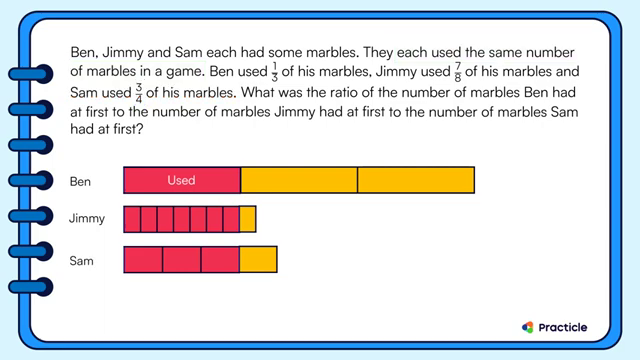 Ben, Jimmy and Sam each had some marbles. They each used the same number
of marbles in a game. Ben used 1/3 of his marbles, Jimmy used 7/8 of his marbles and
Sam used 3/4 of his marbles. What was the ratio of the number of marbles Ben had
at first to the number of marbles Jimmy had at first to the number of marbles Sam
had at first?
Ben Used
Jimmy
Sam
Practicle